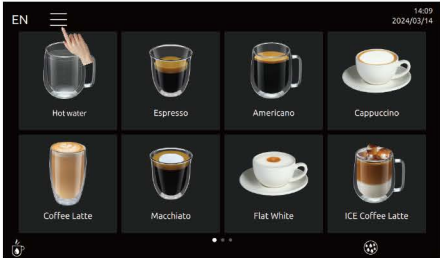 EN
14:09
2024/03/14
Hot water
Espresso
Americano
Cappuccino
Coffee Latte
Macchiato
Flat White
ICE Coffee Latte